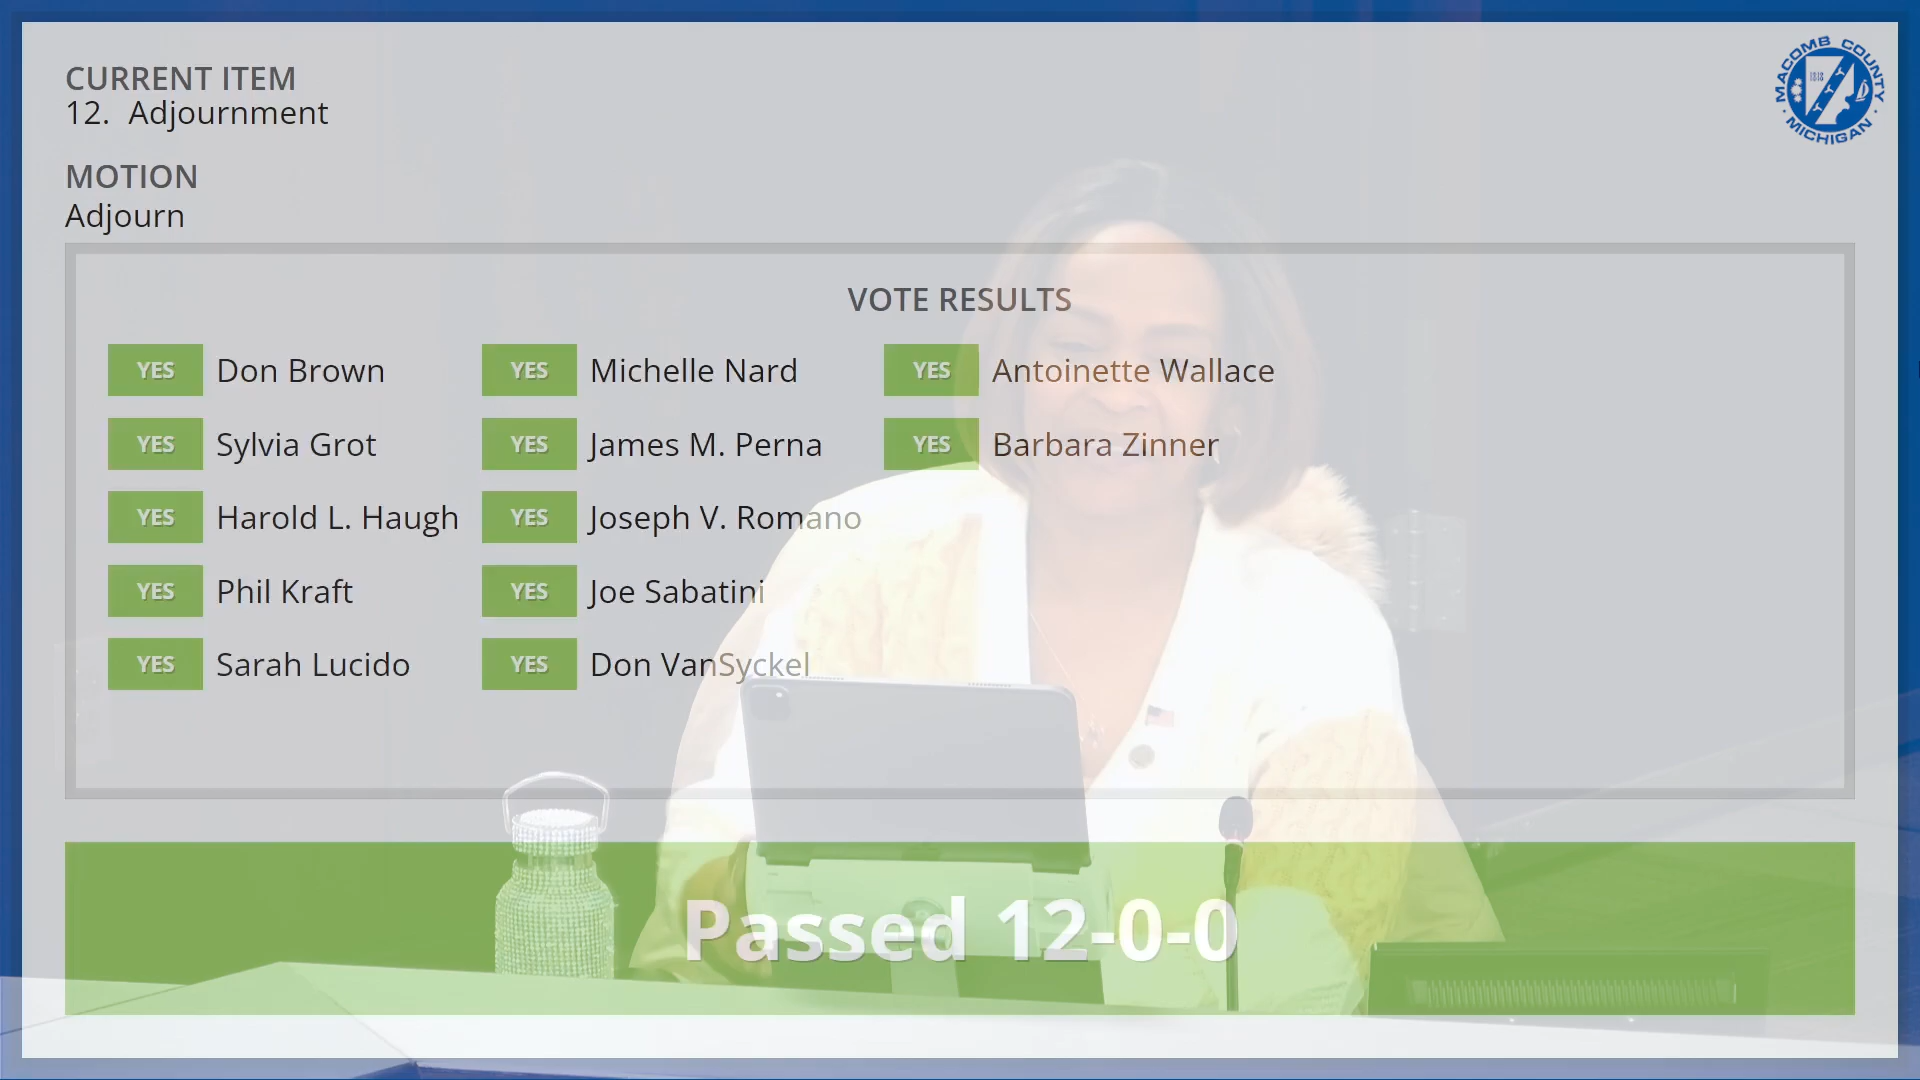 CURRENT ITEM
12. Adjournment
MOTION
Adjourn
VOTE RESULTS
YES Don Brown
YES Sylvia Grot
YES Harold L. Haugh
YES Phil Kraft
YES Sarah Lucido
YES Michelle Nard
YES James M. Perna
YES Joseph V. Romano
YES Joe Sabatini
YES Don VanSyckel
YES Antoinette Wallace
YES Barbara Zinner
Passed 12-0-0
MACOMB COUNTY
1818
MICHIGAN